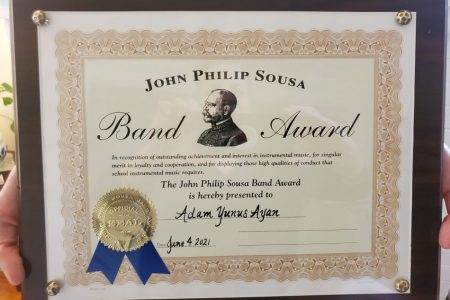 JOHN PHILIP SOUSA
Band Award
In recognition of outstanding achievement and interest in instrumental music, for singular
merit in loyalty and cooperation, and for displaying those high qualities of conduct that
school instrumental music requires.
The John Philip Sousa Band Award
is hereby presented to
Adam Yunus Ayan
Date June 4, 2021